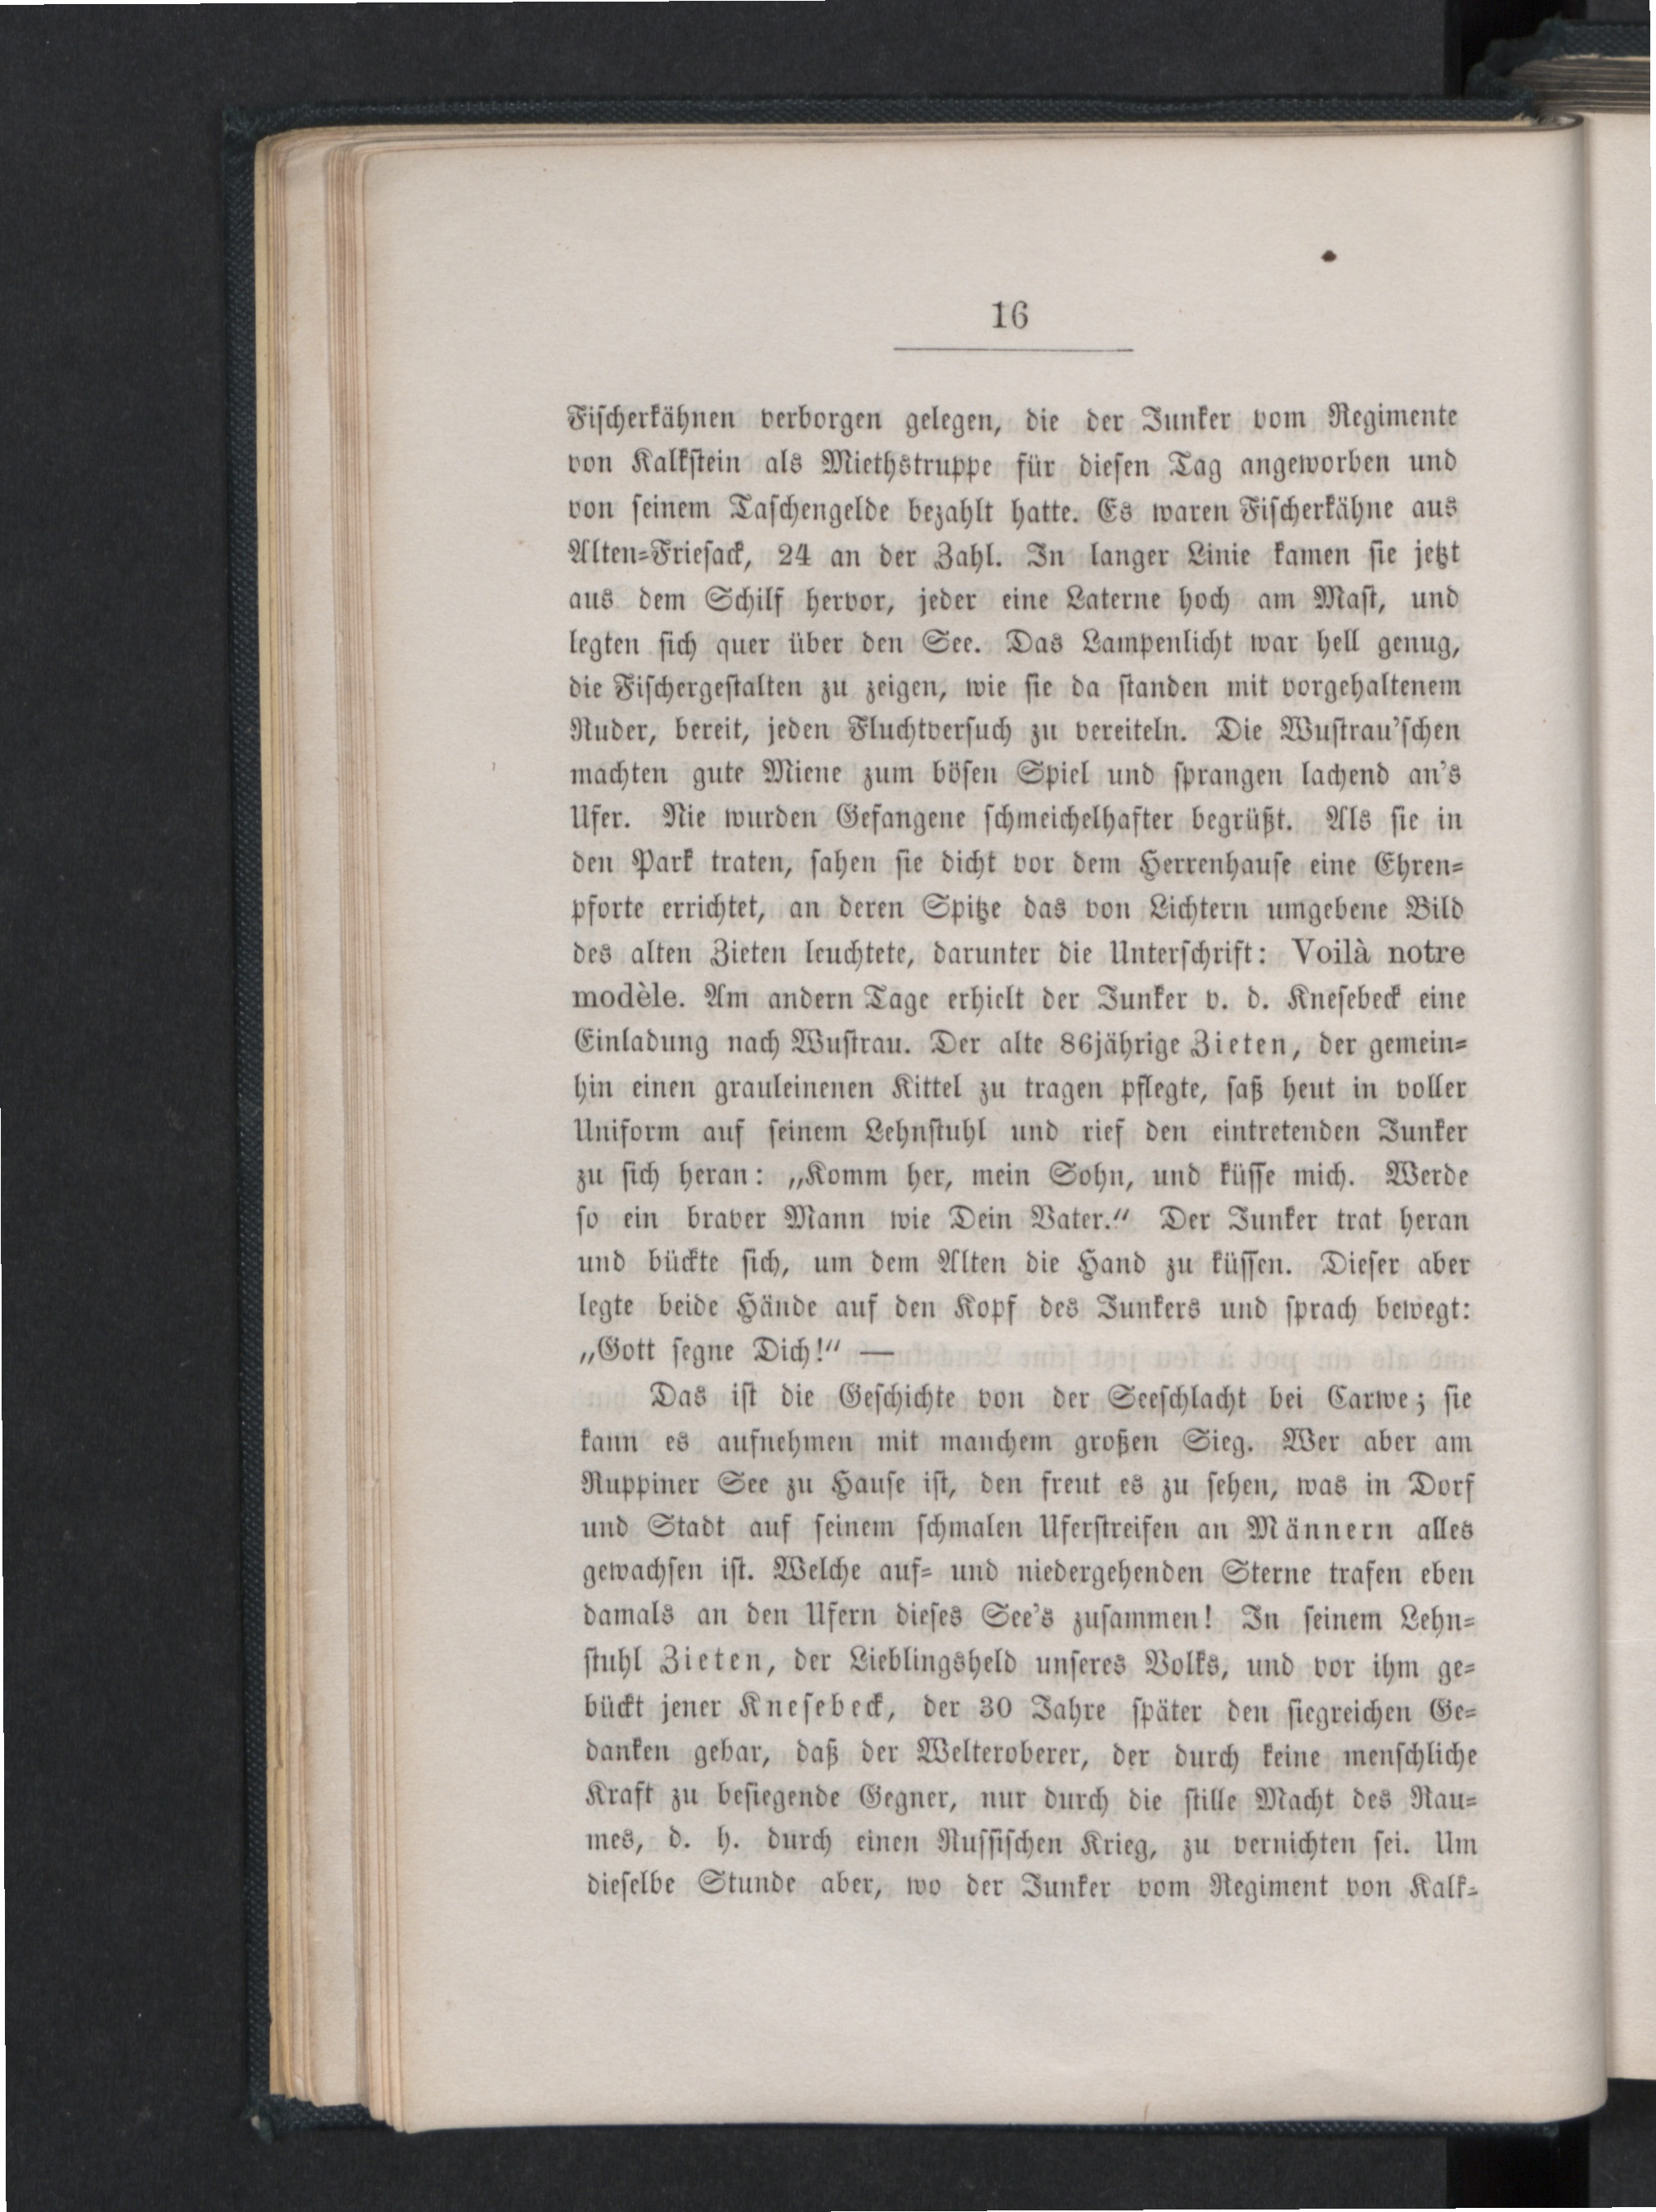 16
Fischerkähnen verborgen gelegen, die der Junker vom Regimente
von Kalkstein als Miethstruppe für diesen Tag angeworben und
von seinem Taschengelde bezahlt hatte. Es waren Fischerkähne aus
Alten-Friesack, 24 an der Zahl. In langer Linie kamen sie jetzt
aus dem Schilf hervor, jeder eine Laterne hoch am Mast, und
legten sich quer über den See. Das Lampenlicht war hell genug,
die Fischergestalten zu zeigen, wie sie da standen mit vorgehaltenem
Ruder, bereit, jeden Fluchtversuch zu vereiteln. Die Wustrau'schen
machten gute Miene zum bösen Spiel und sprangen lachend an's
Ufer. Nie wurden Gefangene schmeichelhafter begrüßt. Als sie in
den Park traten, sahen sie dicht vor dem Herrenhause eine Ehren-
pforte errichtet, an deren Spitze das von Lichtern umgebene Bild
des alten Zieten leuchtete, darunter die Unterschrift: Voilà notre
modèle. Am andern Tage erhielt der Junker v. d. Knesebeck eine
Einladung nach Wustrau. Der alte 86jährige Zieten, der gemein-
hin einen grauleinenen Kittel zu tragen pflegte, saß heut in voller
Uniform auf seinem Lehnstuhl und rief den eintretenden Junker
zu sich heran: „Komm her, mein Sohn, und küsse mich. Werde
so ein braver Mann wie Dein Vater.“ Der Junker trat heran
und bückte sich, um dem Alten die Hand zu küssen. Dieser aber
legte beide Hände auf den Kopf des Junkers und sprach bewegt:
„Gott segne Dich!“ —
Das ist die Geschichte von der Seeschlacht bei Carwe; sie
kann es aufnehmen mit manchem großen Sieg. Wer aber am
Ruppiner See zu Hause ist, den freut es zu sehen, was in Dorf
und Stadt auf seinem schmalen Uferstreifen an Männern alles
gewachsen ist. Welche auf- und niedergehenden Sterne trafen eben
damals an den Ufern dieses See's zusammen! In seinem Lehn-
stuhl Zieten, der Lieblingsheld unseres Volks, und vor ihm ge-
bückt jener Knesebeck, der 30 Jahre später den siegreichen Ge-
danken gebar, daß der Welteroberer, der durch keine menschliche
Kraft zu besiegende Gegner, nur durch die stille Macht des Rau-
mes, d. h. durch einen Russischen Krieg, zu vernichten sei. Um
dieselbe Stunde aber, wo der Junker vom Regiment von Kalk-